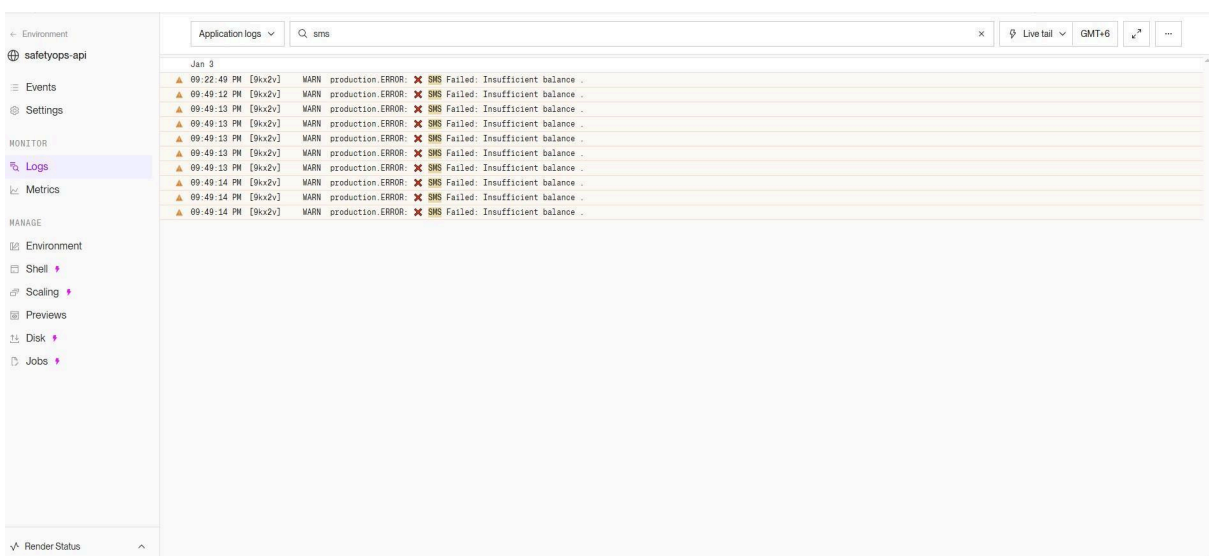 ← Environment
safetyops-api
Events
Settings
MONITOR
Logs
Metrics
MANAGE
Environment
Shell
Scaling
Previews
Disk
Jobs
Render Status
Application logs
sms
Live tail
GMT+6
...
Jan 3
09:22:49 PM [9kx2v] WARN production.ERROR: ❌ SMS Failed: Insufficient balance .
09:49:12 PM [9kx2v] WARN production.ERROR: ❌ SMS Failed: Insufficient balance .
09:49:13 PM [9kx2v] WARN production.ERROR: ❌ SMS Failed: Insufficient balance .
09:49:13 PM [9kx2v] WARN production.ERROR: ❌ SMS Failed: Insufficient balance .
09:49:13 PM [9kx2v] WARN production.ERROR: ❌ SMS Failed: Insufficient balance .
09:49:13 PM [9kx2v] WARN production.ERROR: ❌ SMS Failed: Insufficient balance .
09:49:13 PM [9kx2v] WARN production.ERROR: ❌ SMS Failed: Insufficient balance .
09:49:14 PM [9kx2v] WARN production.ERROR: ❌ SMS Failed: Insufficient balance .
09:49:14 PM [9kx2v] WARN production.ERROR: ❌ SMS Failed: Insufficient balance .
09:49:14 PM [9kx2v] WARN production.ERROR: ❌ SMS Failed: Insufficient balance .